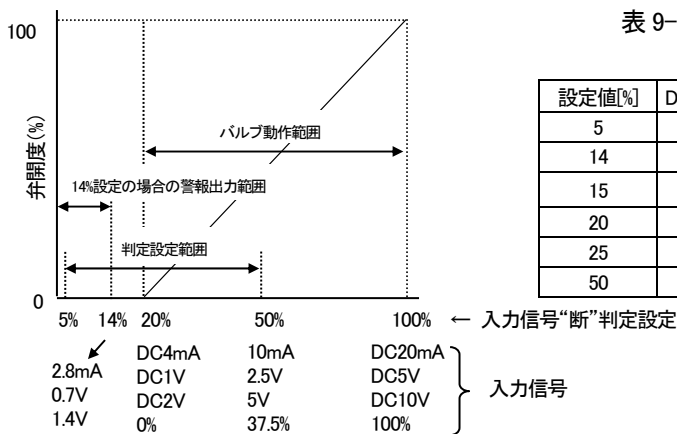 表 9-
100
弁開度(%)
0
バルブ動作範囲
14%設定の場合の警報出力範囲
判定設定範囲
5% 14% 20% 50% 100% ← 入力信号“断”判定設定
2.8mA
0.7V
1.4V
DC4mA
DC1V
DC2V
0%
10mA
2.5V
5V
37.5%
DC20mA
DC5V
DC10V
100%
入力信号
設定値[%] D
5
14
15
20
25
50